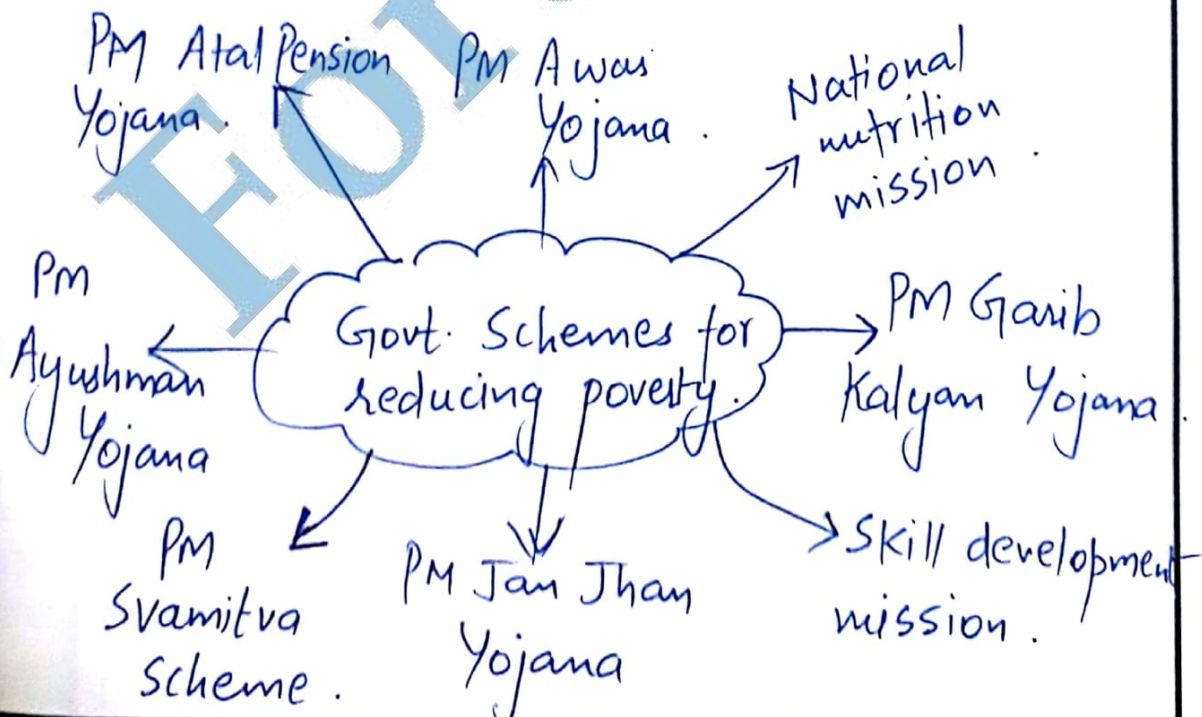 PM Atal Pension
Yojana.
PM Awas
Yojana.
National
nutrition
mission.
PM
Ayushman
Yojana
Govt. Schemes for
reducing poverty.
PM Garib
Kalyan Yojana.
PM
Svamitva
Scheme.
PM Jan Jhan
Yojana
Skill development
mission.